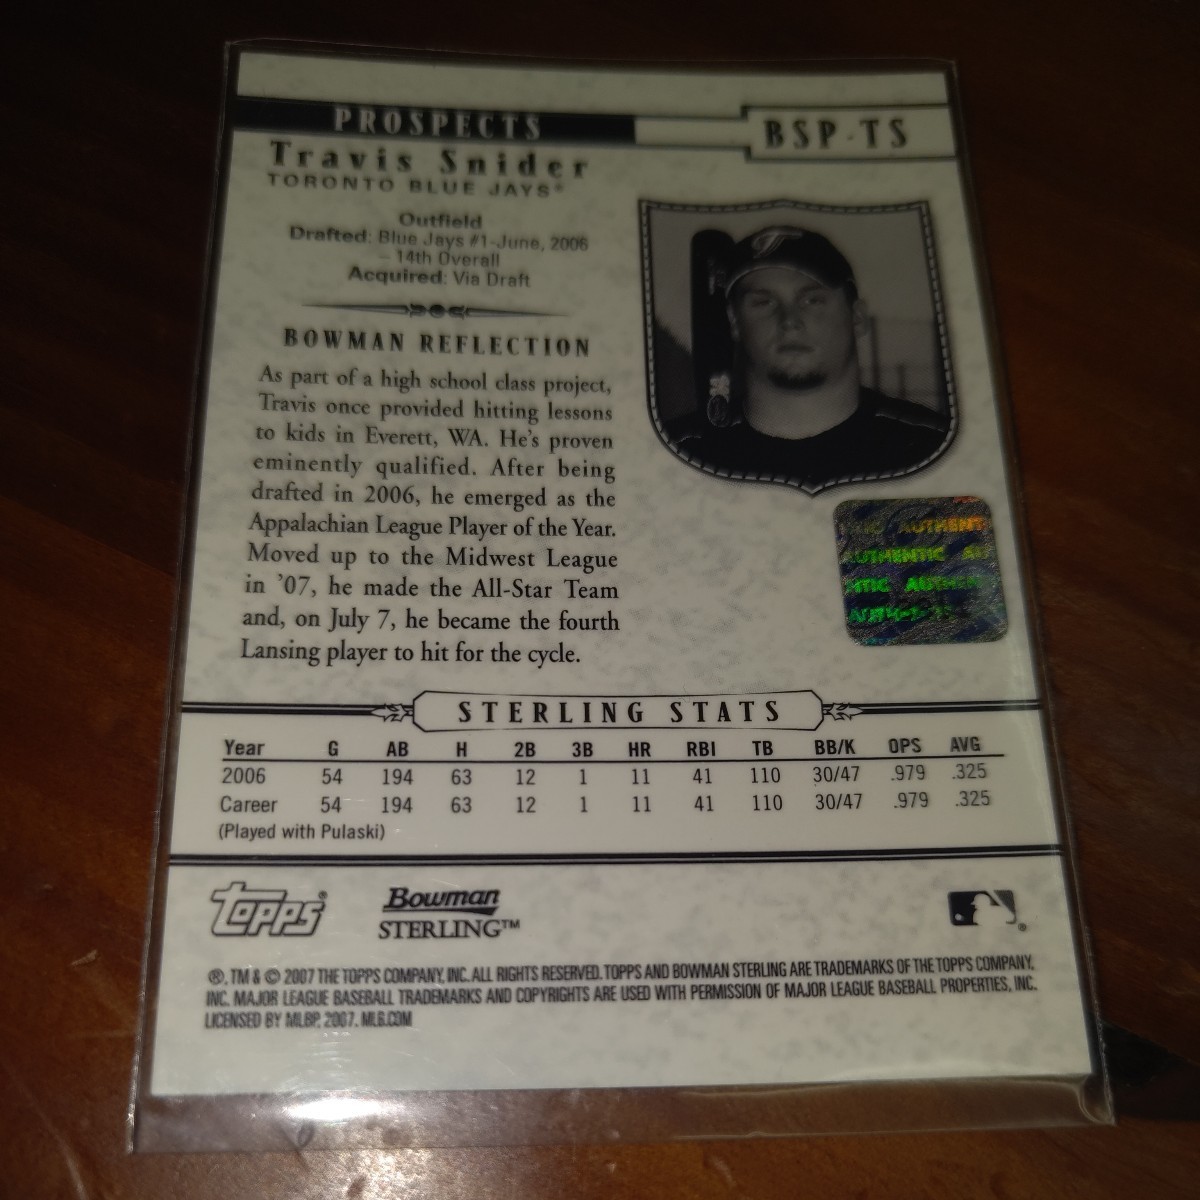 PROSPECTS
BSP-TS
Travis Snider
TORONTO BLUE JAYS®
Outfield
Drafted: Blue Jays #1-June, 2006
– 14th Overall
Acquired: Via Draft
BOWMAN REFLECTION
As part of a high school class project,
Travis once provided hitting lessons
to kids in Everett, WA. He's proven
eminently qualified. After being
drafted in 2006, he emerged as the
Appalachian League Player of the Year.
Moved up to the Midwest League
in '07, he made the All-Star Team
and, on July 7, he became the fourth
Lansing player to hit for the cycle.
TIC AUTHENT
AUTHENTIC AU
NTIC AUTHEN
STERLING STATS
Year G AB H 2B 3B HR RBI TB BB/K OPS AVG
2006 54 194 63 12 1 11 41 110 30/47 .979 .325
Career 54 194 63 12 1 11 41 110 30/47 .979 .325
(Played with Pulaski)
Topps®
Bowman
STERLING™
®, TM & © 2007 THE TOPPS COMPANY, INC. ALL RIGHTS RESERVED. TOPPS AND BOWMAN STERLING ARE TRADEMARKS OF THE TOPPS COMPANY,
INC. MAJOR LEAGUE BASEBALL TRADEMARKS AND COPYRIGHTS ARE USED WITH PERMISSION OF MAJOR LEAGUE BASEBALL PROPERTIES, INC.
LICENSED BY MLBP, 2007. MLB.COM